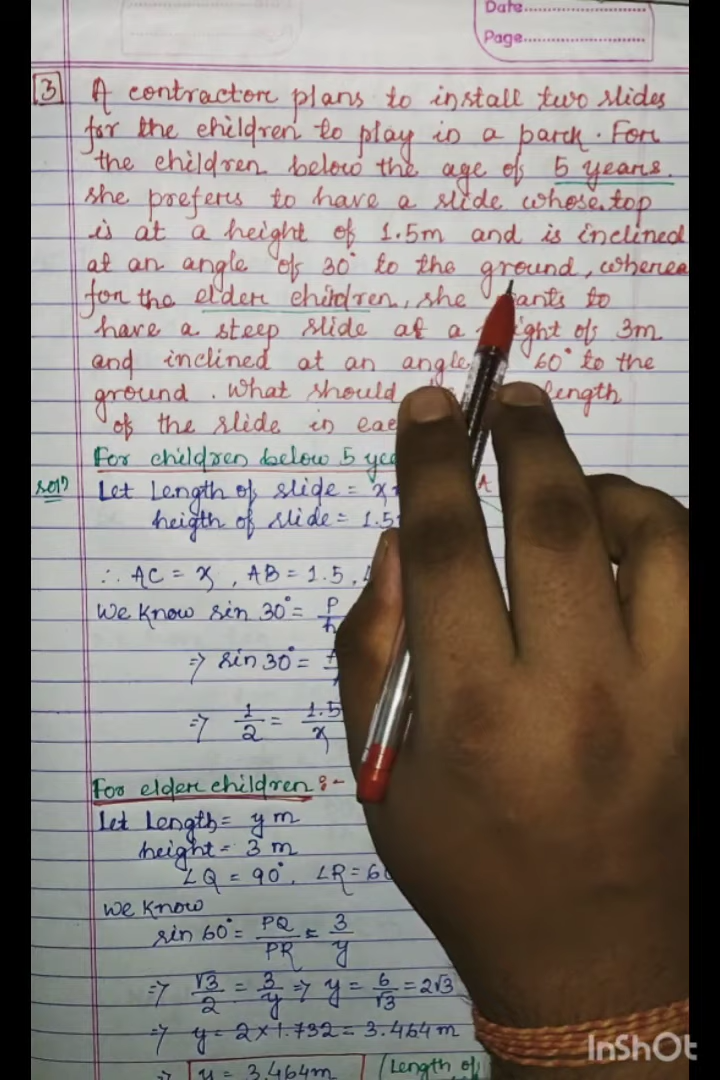 Date
Page
3 A contractor plans to install two slides
for the children to play in a park. For
the children below the age of 5 years.
she prefers to have a slide whose top
is at a height of 1.5m and is inclined
at an angle of 30° to the ground, wherea
for the elder children, she to
have a steep slide at a of 3m
and inclined at an angle 60° to the
ground. What should length
of the slide in
For children below 5
Soln Let Length of slide = x
heigth of slide = 1.5
A
∴ AC = x, AB = 1.5,
We Know sin 30° = P
⇒ sin 30° =
⇒ 1/2 = 1.5/x
For elder children :-
Let Length = y m
height = 3 m
∠Q = 90°, ∠R = 6
We Know
sin 60° = PQ/PR = 3/y
⇒ √3/2 = 3/y ⇒ y = 6/√3 = 2√3
⇒ y = 2×1.732 = 3.464m
⇒ y = 3.464m (Length of
InShOt